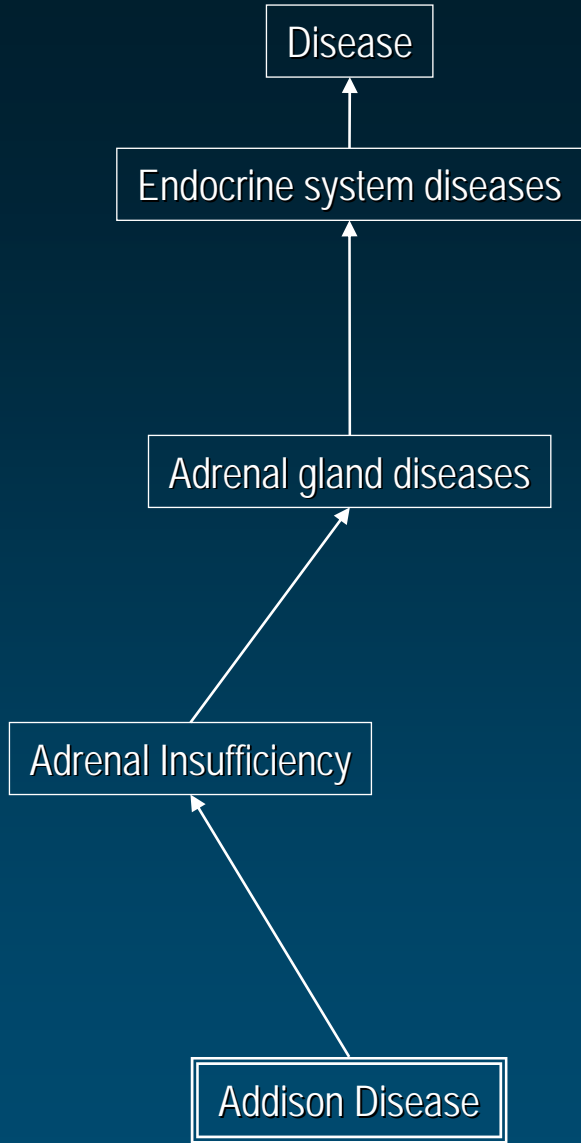 Disease
Endocrine system diseases
Adrenal gland diseases
Adrenal Insufficiency
Addison Disease